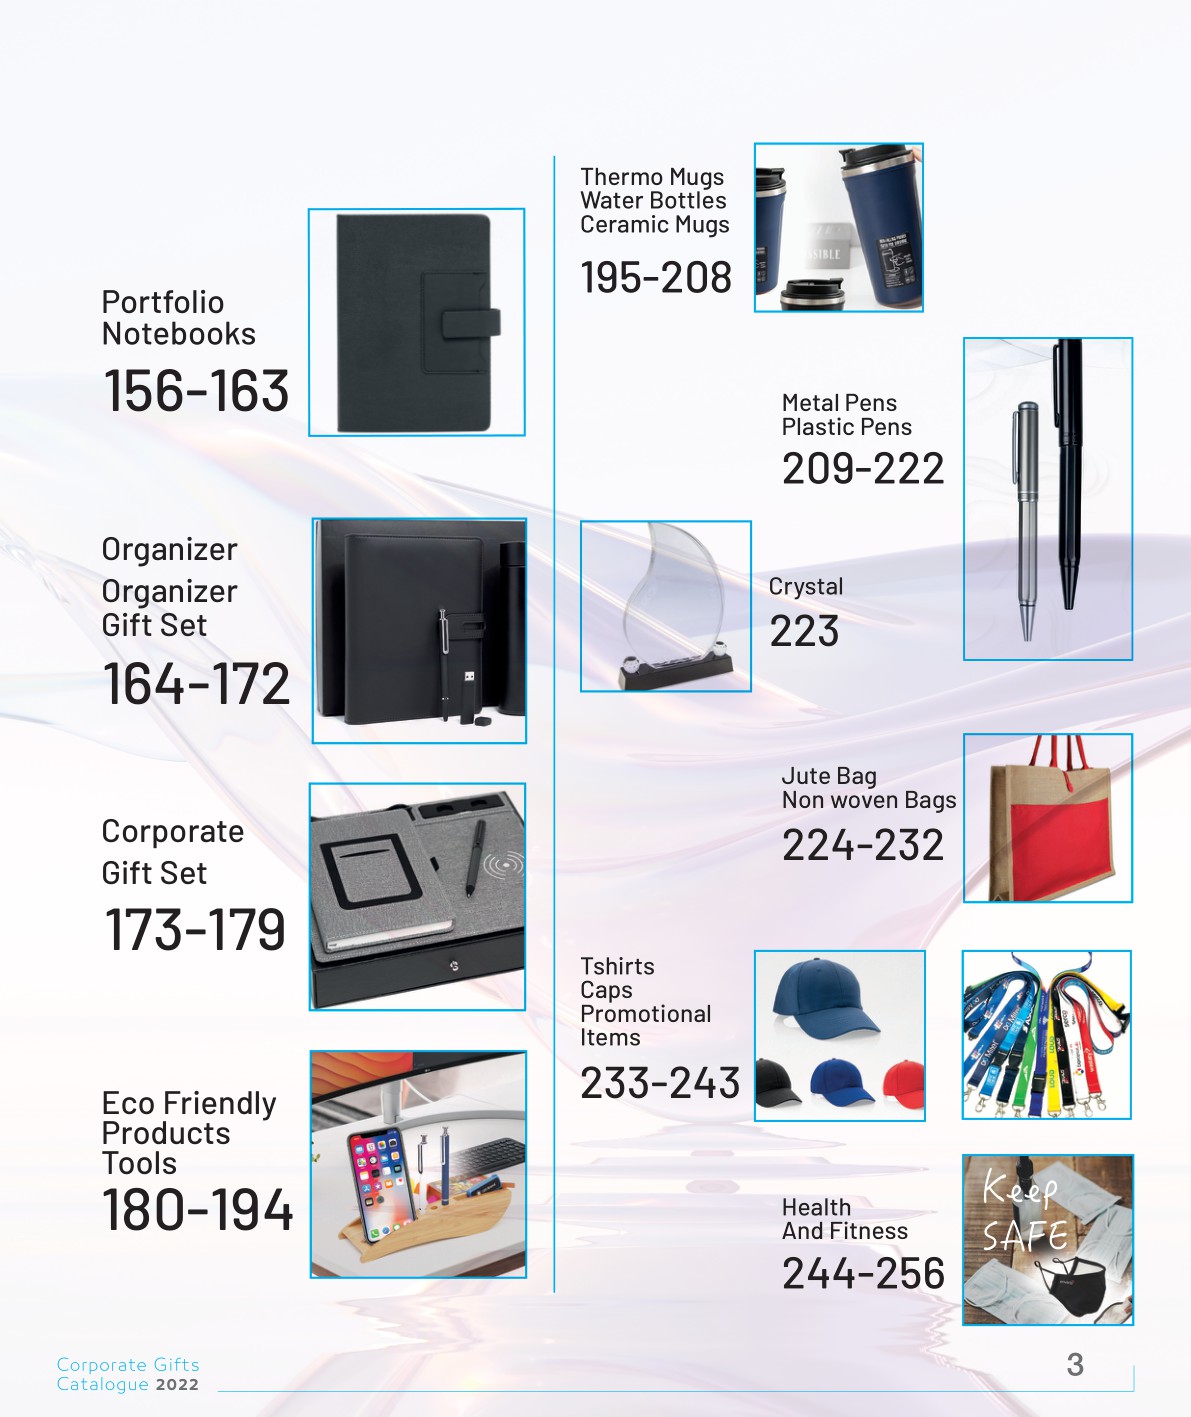 Portfolio
Notebooks
156-163
Organizer
Organizer
Gift Set
164-172
Corporate
Gift Set
173-179
Eco Friendly
Products
Tools
180-194
Thermo Mugs
Water Bottles
Ceramic Mugs
195-208
Metal Pens
Plastic Pens
209-222
Crystal
223
Jute Bag
Non woven Bags
224-232
Tshirts
Caps
Promotional
Items
233-243
Health
And Fitness
244-256
Keep
SAFE
Corporate Gifts
Catalogue 2022
3